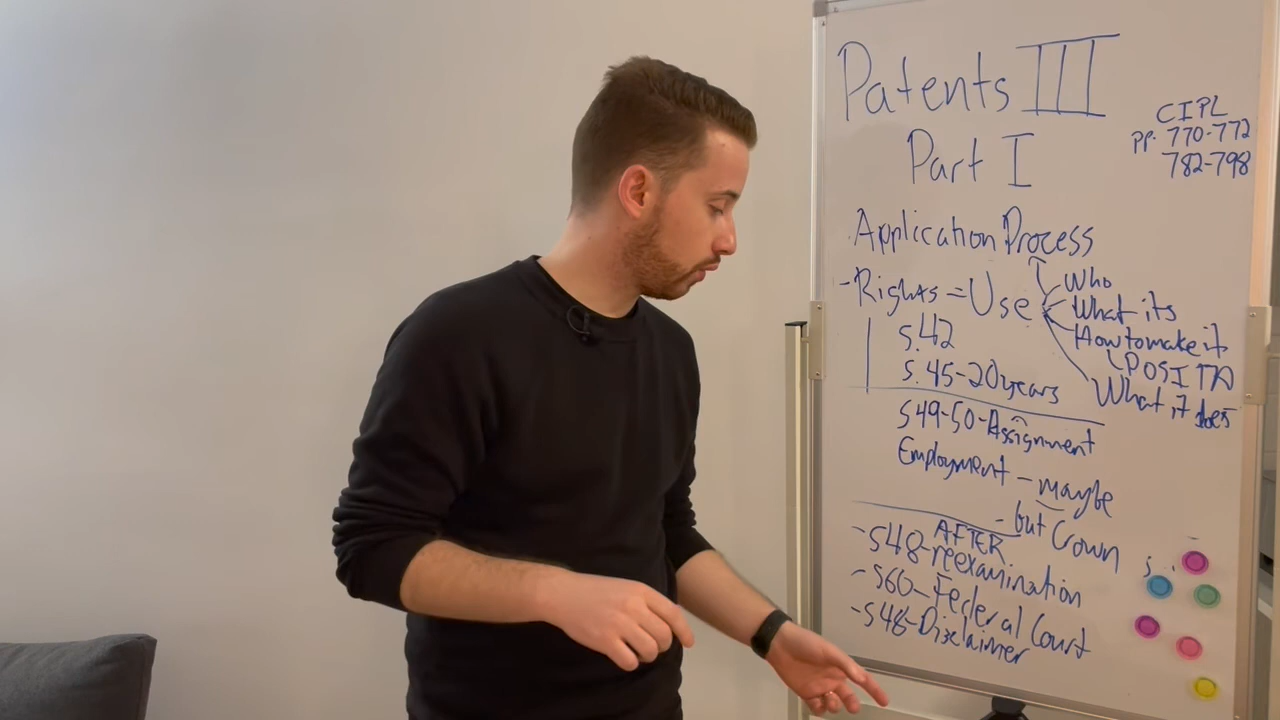 Patents III
Part I
CIPL
pp. 770-772
782-798
Application Process
-Rights = Use
Who
What its
How to make it
POSITA
What it does
s.42
s.45-20 years
S49-50-Assignment
Employment - maybe
- but Crown
AFTER
-S48-reexamination
-S60-Federal Court
-S48-Disclaimer